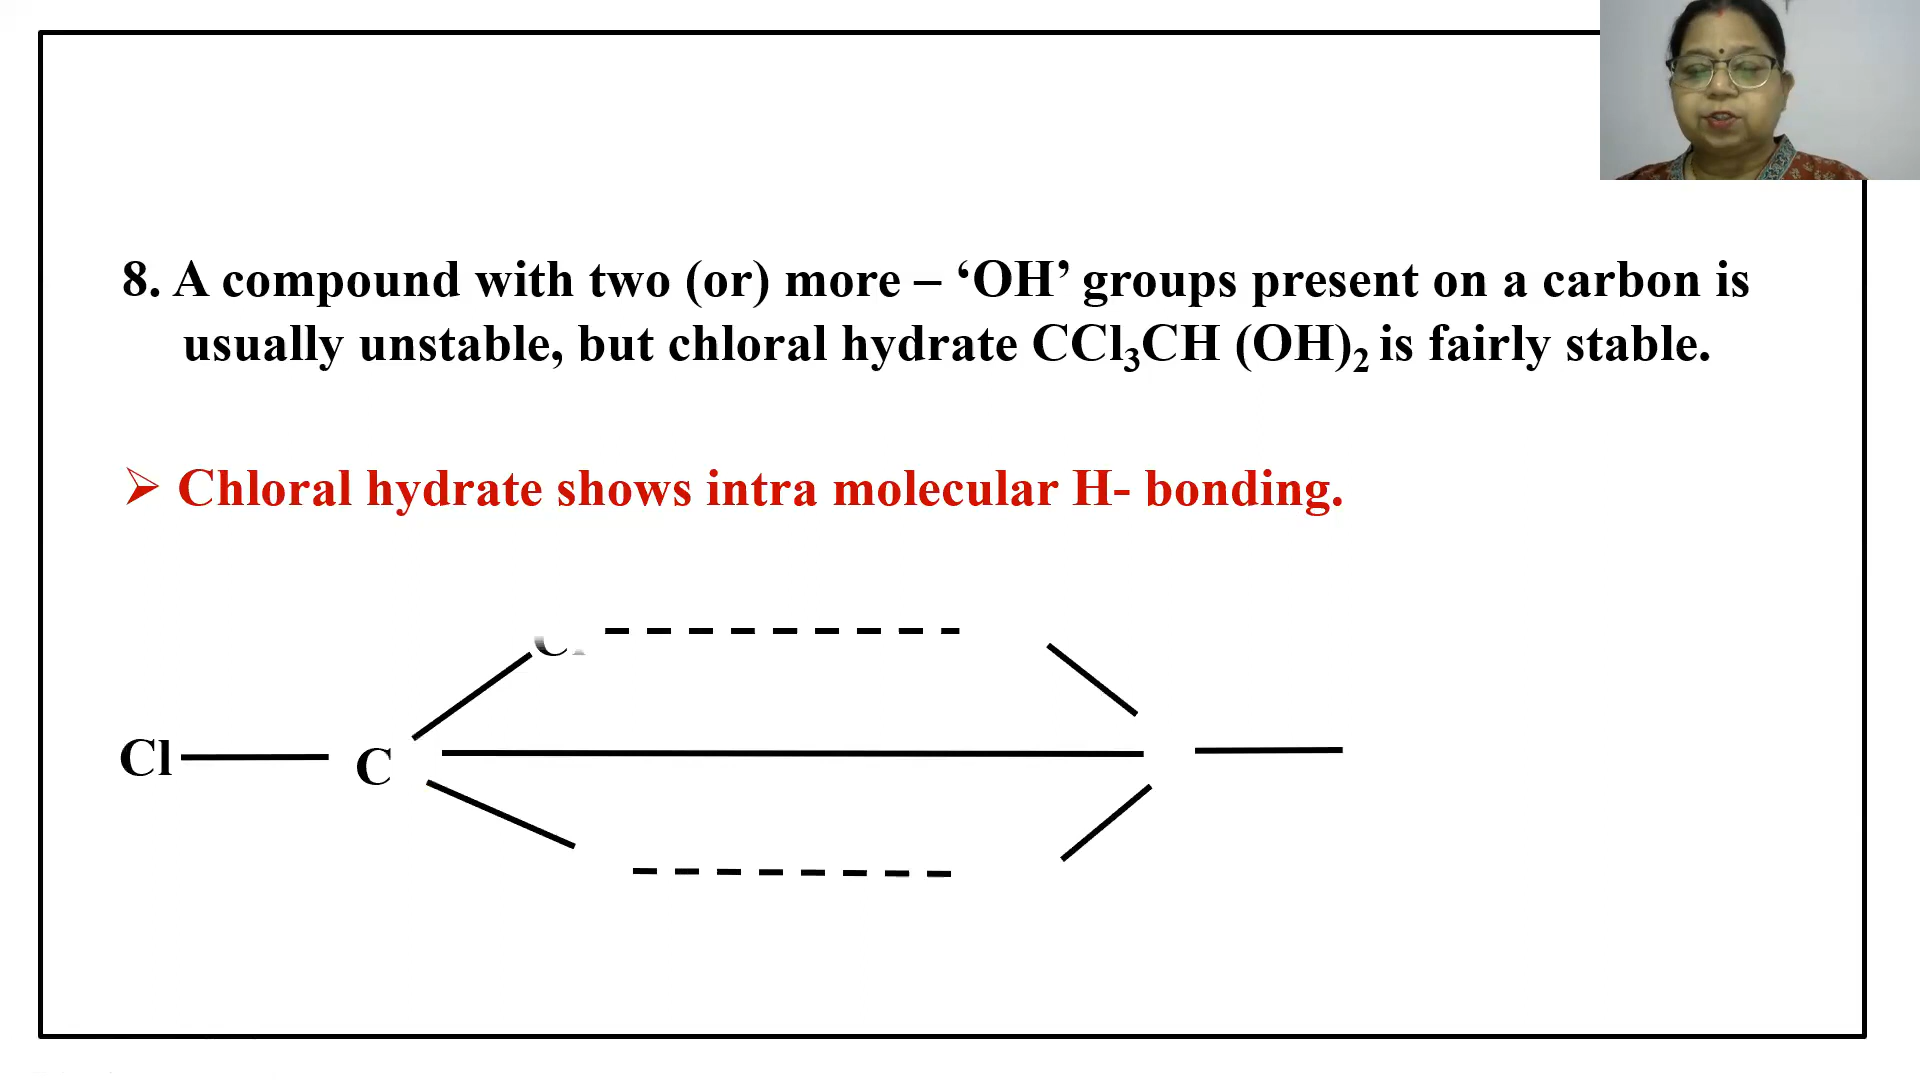 8. A compound with two (or) more – ‘OH’ groups present on a carbon is
usually unstable, but chloral hydrate CCl₃CH (OH)₂ is fairly stable.
➢ Chloral hydrate shows intra molecular H- bonding.
Cl C